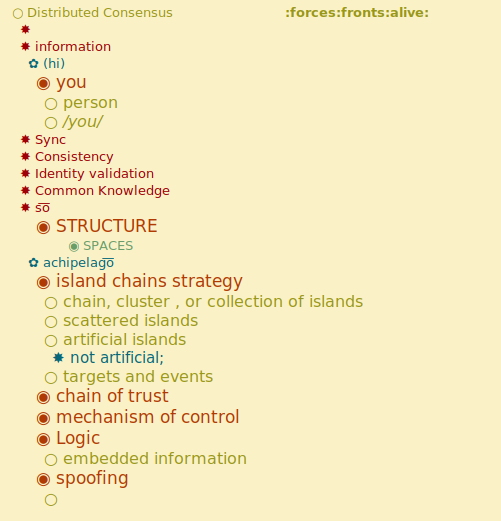 ○ Distributed Consensus :forces:fronts:alive:
✸
✸ information
✿ (hi)
◉ you
○ person
○ /you/
✸ Sync
✸ Consistency
✸ Identity validation
✸ Common Knowledge
✸ s͞o
◉ STRUCTURE
◉ SPACES
✿ achipelag͞o
◉ island chains strategy
○ chain, cluster , or collection of islands
○ scattered islands
○ artificial islands
✸ not artificial;
○ targets and events
◉ chain of trust
◉ mechanism of control
◉ Logic
○ embedded information
◉ spoofing
○